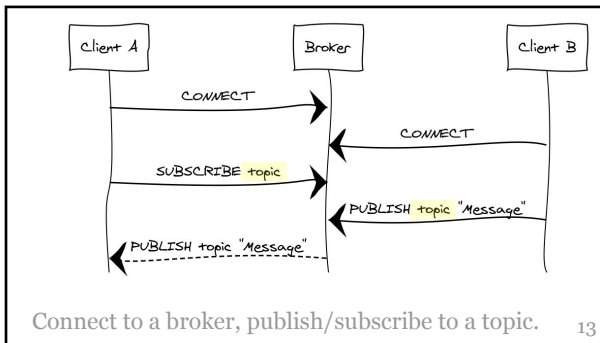 Client A
Broker
Client B
CONNECT
CONNECT
SUBSCRIBE topic
PUBLISH topic "Message"
PUBLISH topic "Message"
Connect to a broker, publish/subscribe to a topic.
13